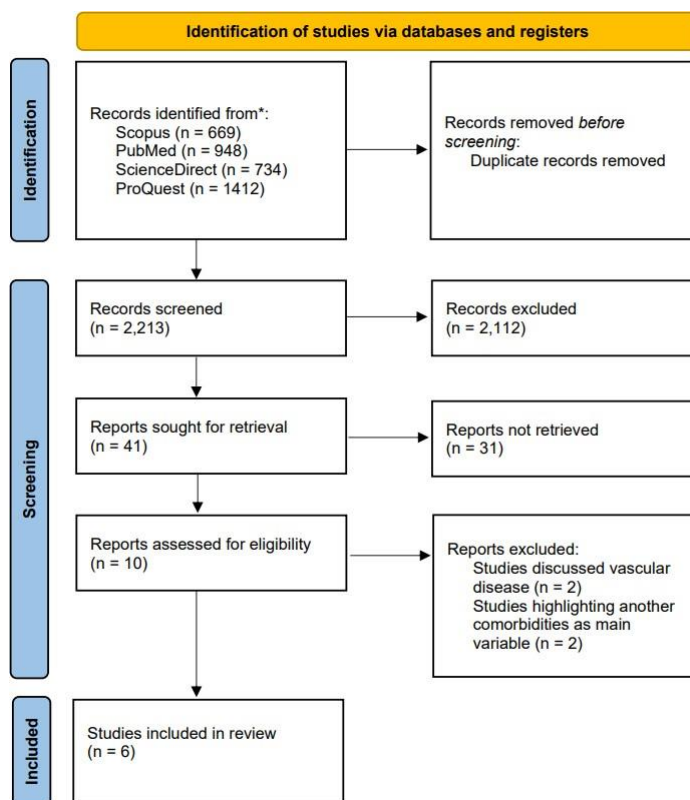 Identification of studies via databases and registers
Identification
Records identified from*:
Scopus (n = 669)
PubMed (n = 948)
ScienceDirect (n = 734)
ProQuest (n = 1412)
Records removed before
screening:
Duplicate records removed
Screening
Records screened
(n = 2,213)
Records excluded
(n = 2,112)
Reports sought for retrieval
(n = 41)
Reports not retrieved
(n = 31)
Reports assessed for eligibility
(n = 10)
Reports excluded:
Studies discussed vascular
disease (n = 2)
Studies highlighting another
comorbidities as main
variable (n = 2)
Included
Studies included in review
(n = 6)